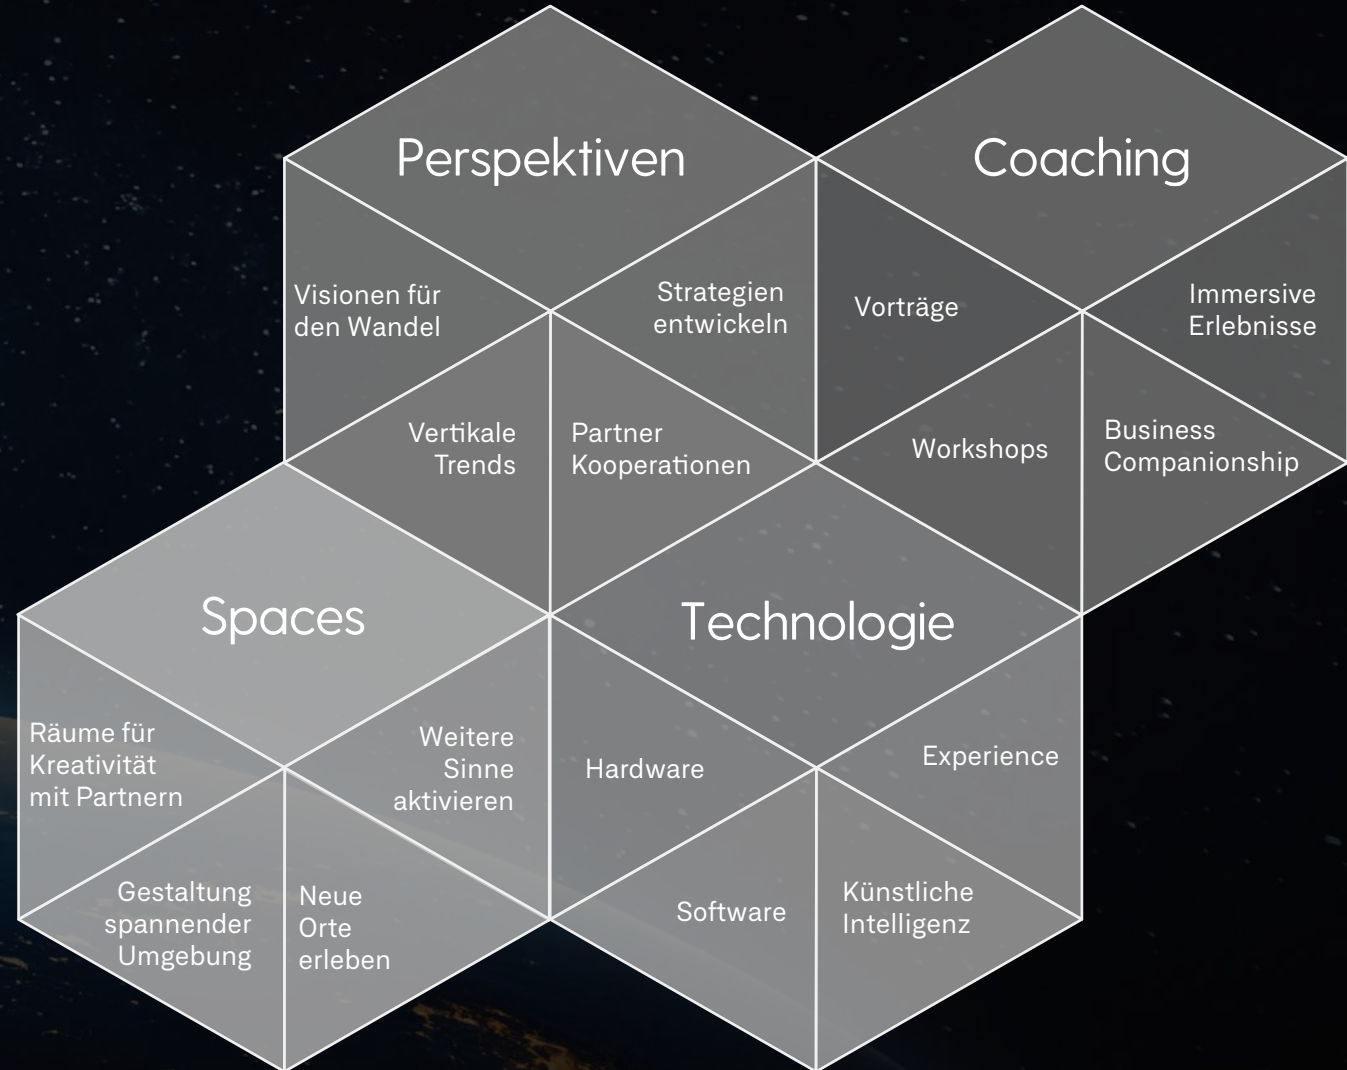 Perspektiven
Visionen für
den Wandel
Strategien
entwickeln
Vertikale
Trends
Partner
Kooperationen
Coaching
Vorträge
Immersive
Erlebnisse
Workshops
Business
Companionship
Spaces
Räume für
Kreativität
mit Partnern
Weitere
Sinne
aktivieren
Gestaltung
spannender
Umgebung
Neue
Orte
erleben
Technologie
Hardware
Experience
Software
Künstliche
Intelligenz